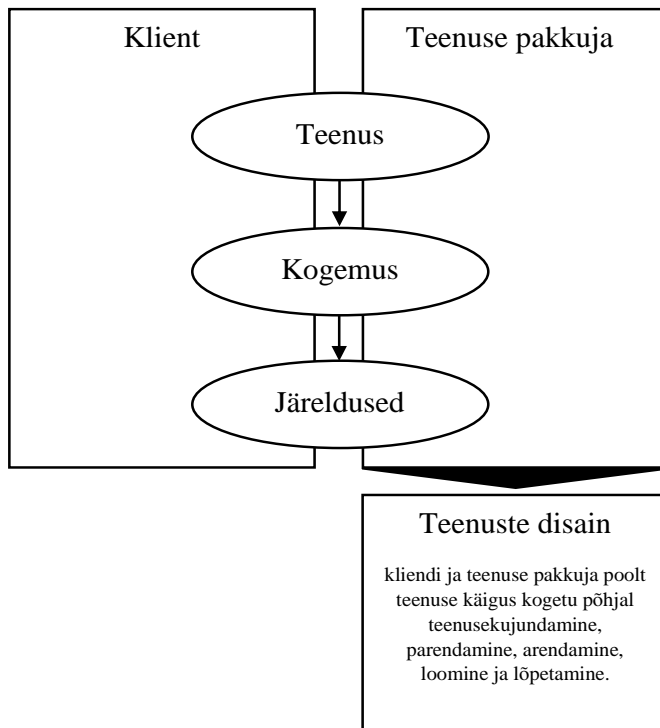 Klient
Teenuse pakkuja
Teenus
Kogemus
Järeldused
Teenuste disain
kliendi ja teenuse pakkuja poolt
teenuse käigus kogetu põhjal
teenusekujundamine,
parendamine, arendamine,
loomine ja lõpetamine.